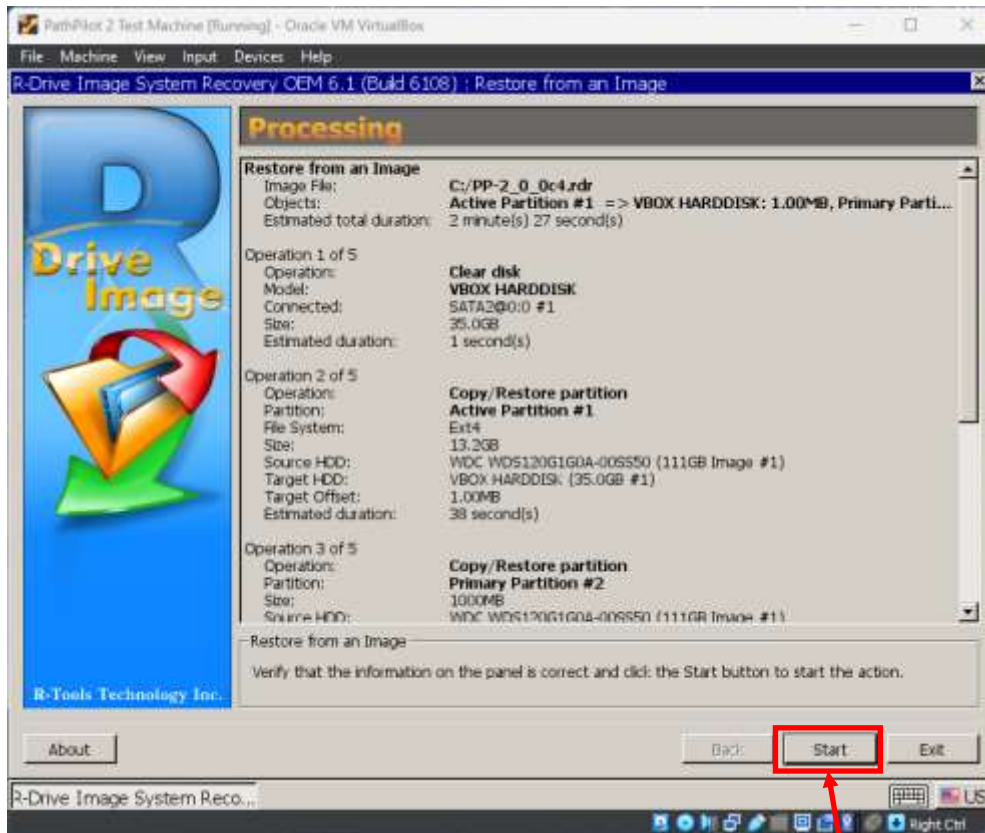 PathPilot 2 Test Machine [Running] - Oracle VM VirtualBox
File Machine View Input Devices Help
R-Drive Image System Recovery OEM 6.1 (Build 6108) : Restore from an Image
Processing
Drive
Image
R-Tools Technology Inc.
Restore from an Image
Image File: C:/PP-2_0_0c4.rdr
Objects: Active Partition #1 => VBOX HARDDISK: 1.00MB, Primary Parti...
Estimated total duration: 2 minute(s) 27 second(s)
Operation 1 of 5
Operation: Clear disk
Model: VBOX HARDDISK
Connected: SATA2@0:0 #1
Size: 35.0GB
Estimated duration: 1 second(s)
Operation 2 of 5
Operation: Copy/Restore partition
Partition: Active Partition #1
File System: Ext4
Size: 13.2GB
Source HDD: WDC WDS120G1G0A-00SS50 (111GB Image #1)
Target HDD: VBOX HARDDISK (35.0GB #1)
Target Offset: 1.00MB
Estimated duration: 38 second(s)
Operation 3 of 5
Operation: Copy/Restore partition
Partition: Primary Partition #2
Size: 1000MB
Source HDD: WDC WDS120G1G0A-00SS50 (111GB Image #1)
Restore from an Image
Verify that the information on the panel is correct and click the Start button to start the action.
About
Back
Start
Exit
R-Drive Image System Reco...
US
Right Ctrl